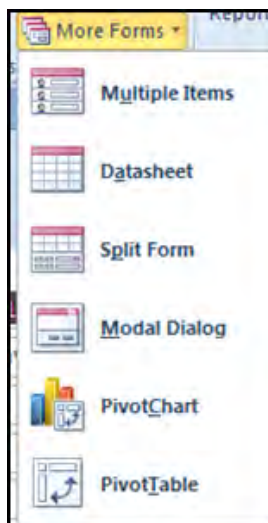 More Forms
Multiple Items
Datasheet
Split Form
Modal Dialog
PivotChart
PivotTable